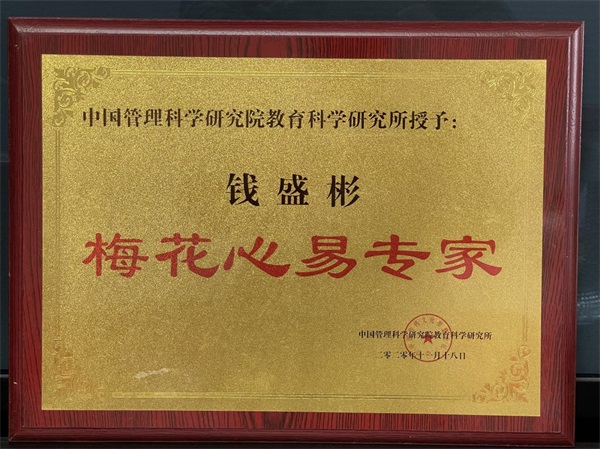 中国管理科学研究院教育科学研究所授予：
钱盛彬
梅花心易专家
中国管理科学研究院教育科学研究所
二零二零年十一月十八日